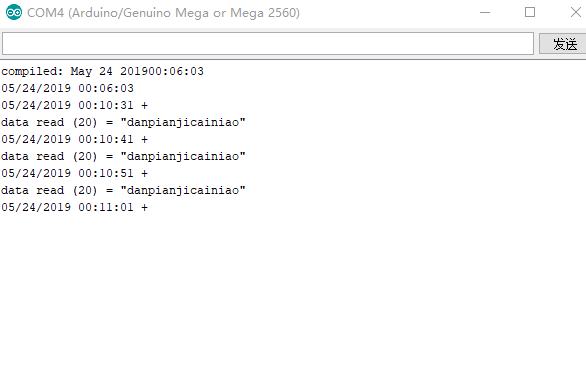 COM4 (Arduino/Genuino Mega or Mega 2560)
发送
compiled: May 24 201900:06:03
05/24/2019 00:06:03
05/24/2019 00:10:31 +
data read (20) = "danpianjicainiao"
05/24/2019 00:10:41 +
data read (20) = "danpianjicainiao"
05/24/2019 00:10:51 +
data read (20) = "danpianjicainiao"
05/24/2019 00:11:01 +